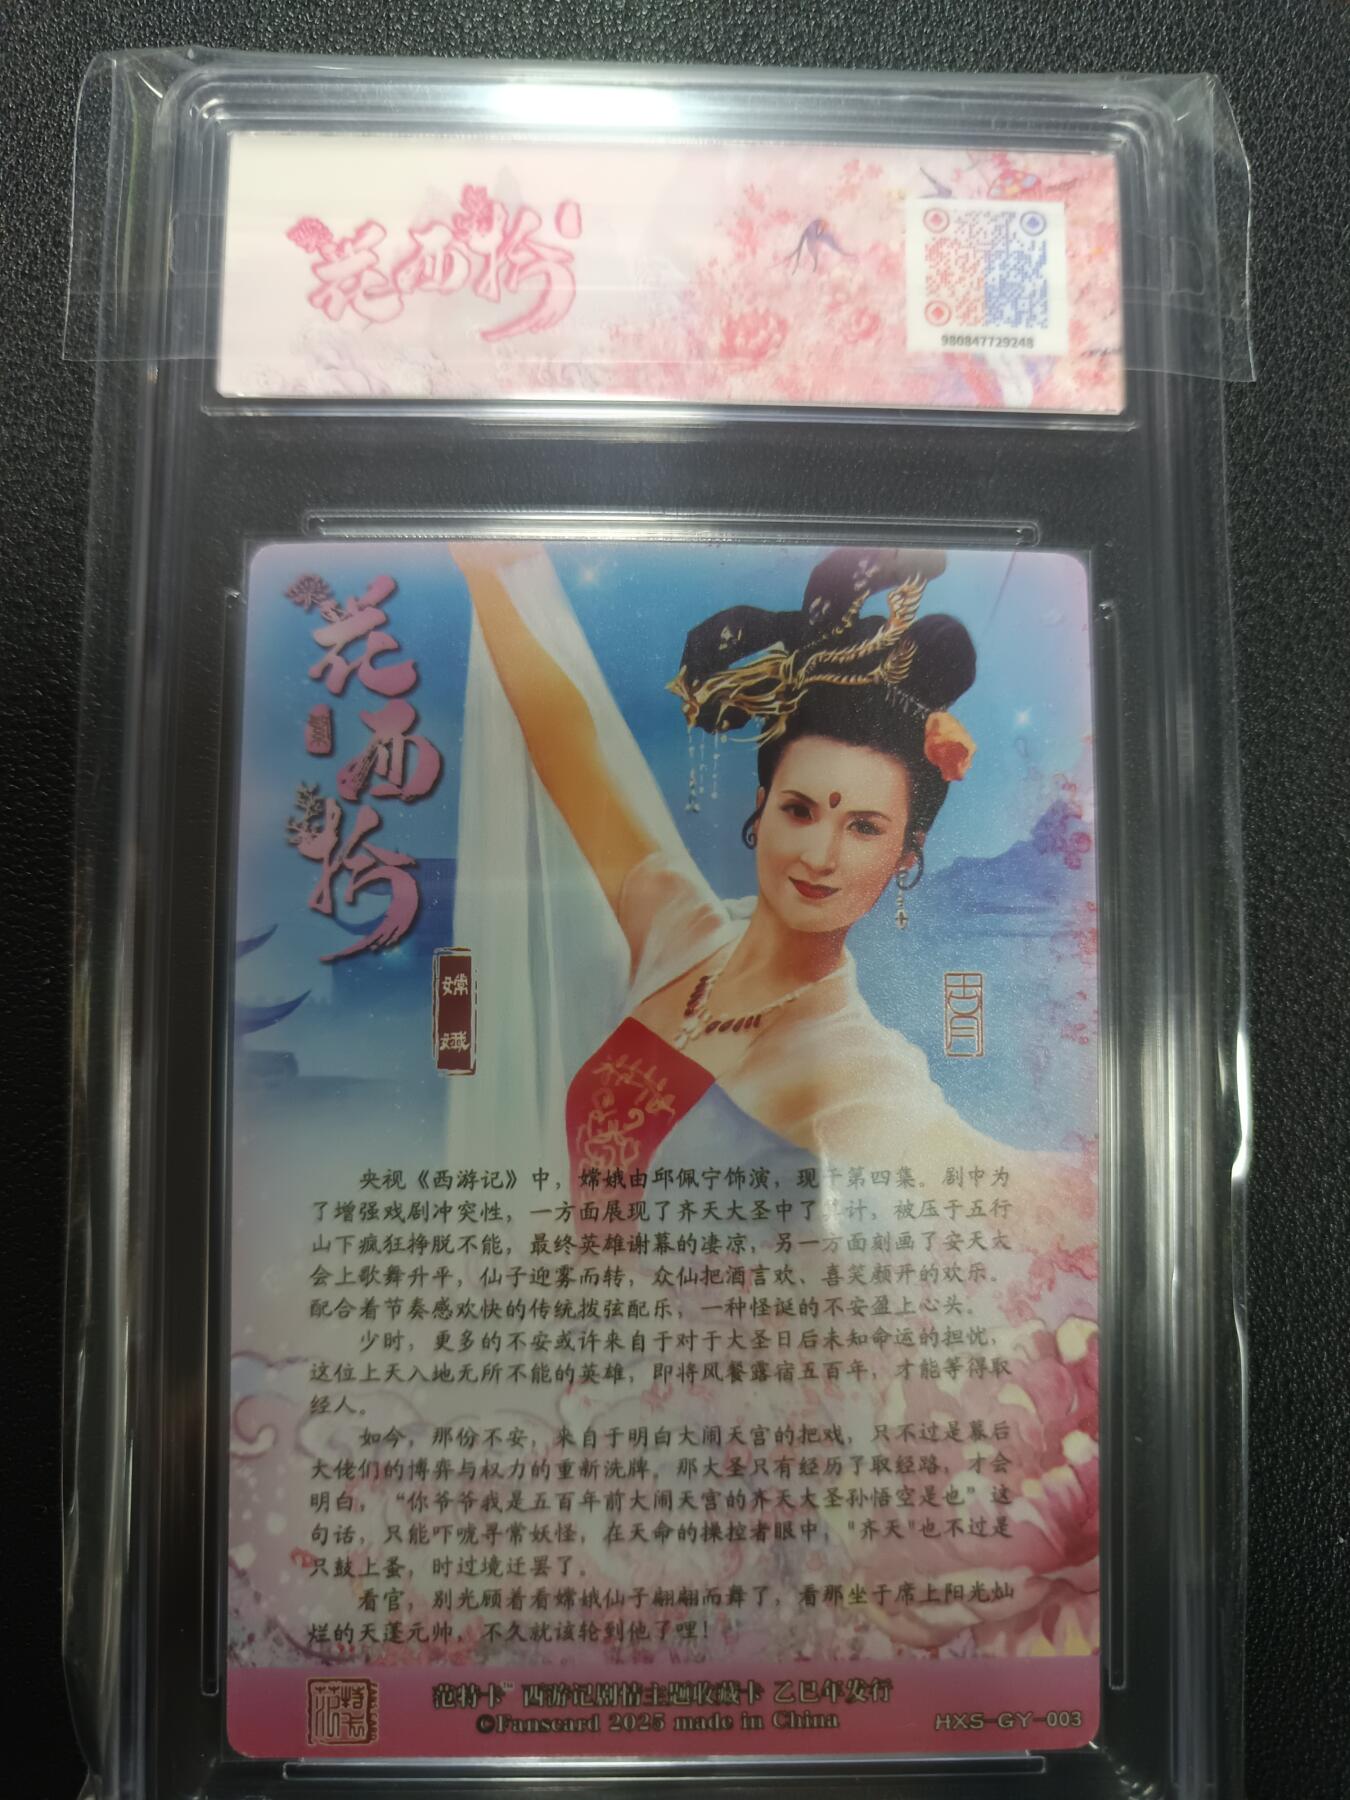 花西拾
980847729248
花西拾
嫦娥
央视《西游记》中，嫦娥由邱佩宁饰演，现于第四集。剧中为
了增强戏剧冲突性，一方面展现了齐天大圣中了算计，被压于五行
山下疯狂挣脱不能，最终英雄谢幕的凄凉，另一方面刻画了安天大
会上歌舞升平，仙子迎雾而转，众仙把酒言欢、喜笑颜开的欢乐。
配合着节奏感欢快的传统拨弦配乐，一种怪诞的不安盈上心头。
少时，更多的不安或许来自于对于大圣日后未知命运的担忧，
这位上天入地无所不能的英雄，即将风餐露宿五百年，才能等得取
经人。
如今，那份不安，来自于明白大闹天宫的把戏，只不过是幕后
大佬们的博弈与权力的重新洗牌，那大圣只有经历了取经路，才会
明白，“你爷爷我是五百年前大闹天宫的齐天大圣孙悟空是也”这
句话，只能吓唬寻常妖怪，在天命的操控者眼中，"齐天"也不过是
只鼓上蚤，时过境迁罢了。
看官，别光顾着看嫦娥仙子翩翩而舞了，看那坐于席上阳光灿
烂的天蓬元帅，不久就该轮到他了哩！
范特卡
范特卡™ 西游记剧情主题收藏卡 乙巳年发行
©Fanscard 2025 made in China
HXS-GY-003